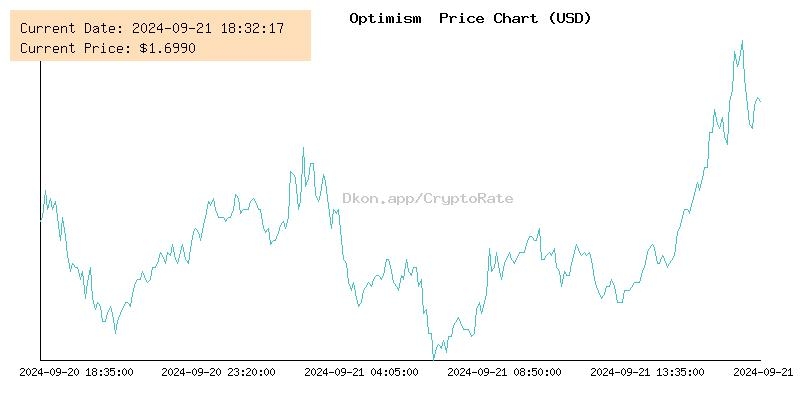 Optimism  Price Chart (USD)
Current Date: 2024-09-21 18:32:17
Current Price: $1.6990
Dkon.app/CryptoRate
2024-09-20 18:35:00 2024-09-20 23:20:00 2024-09-21 04:05:00 2024-09-21 08:50:00 2024-09-21 13:35:00 2024-09-21